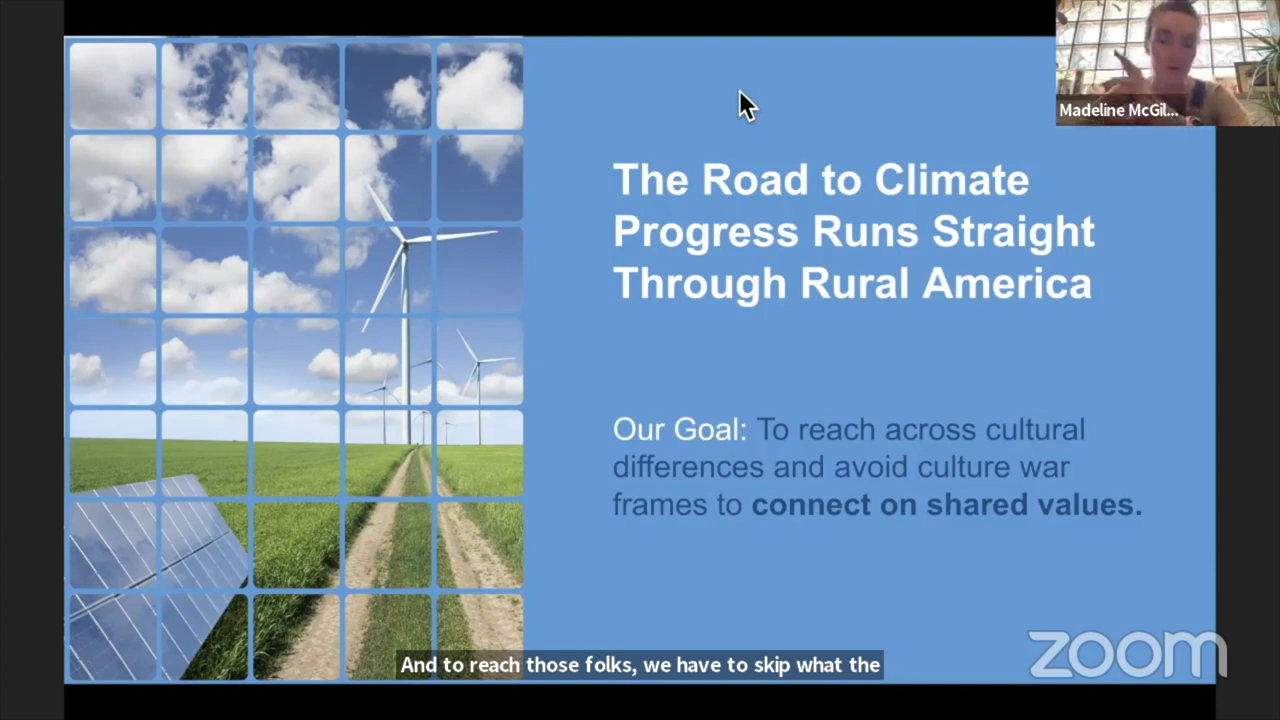 Madeline McGil...
The Road to Climate
Progress Runs Straight
Through Rural America
Our Goal: To reach across cultural
differences and avoid culture war
frames to connect on shared values.
And to reach those folks, we have to skip what the
zoom